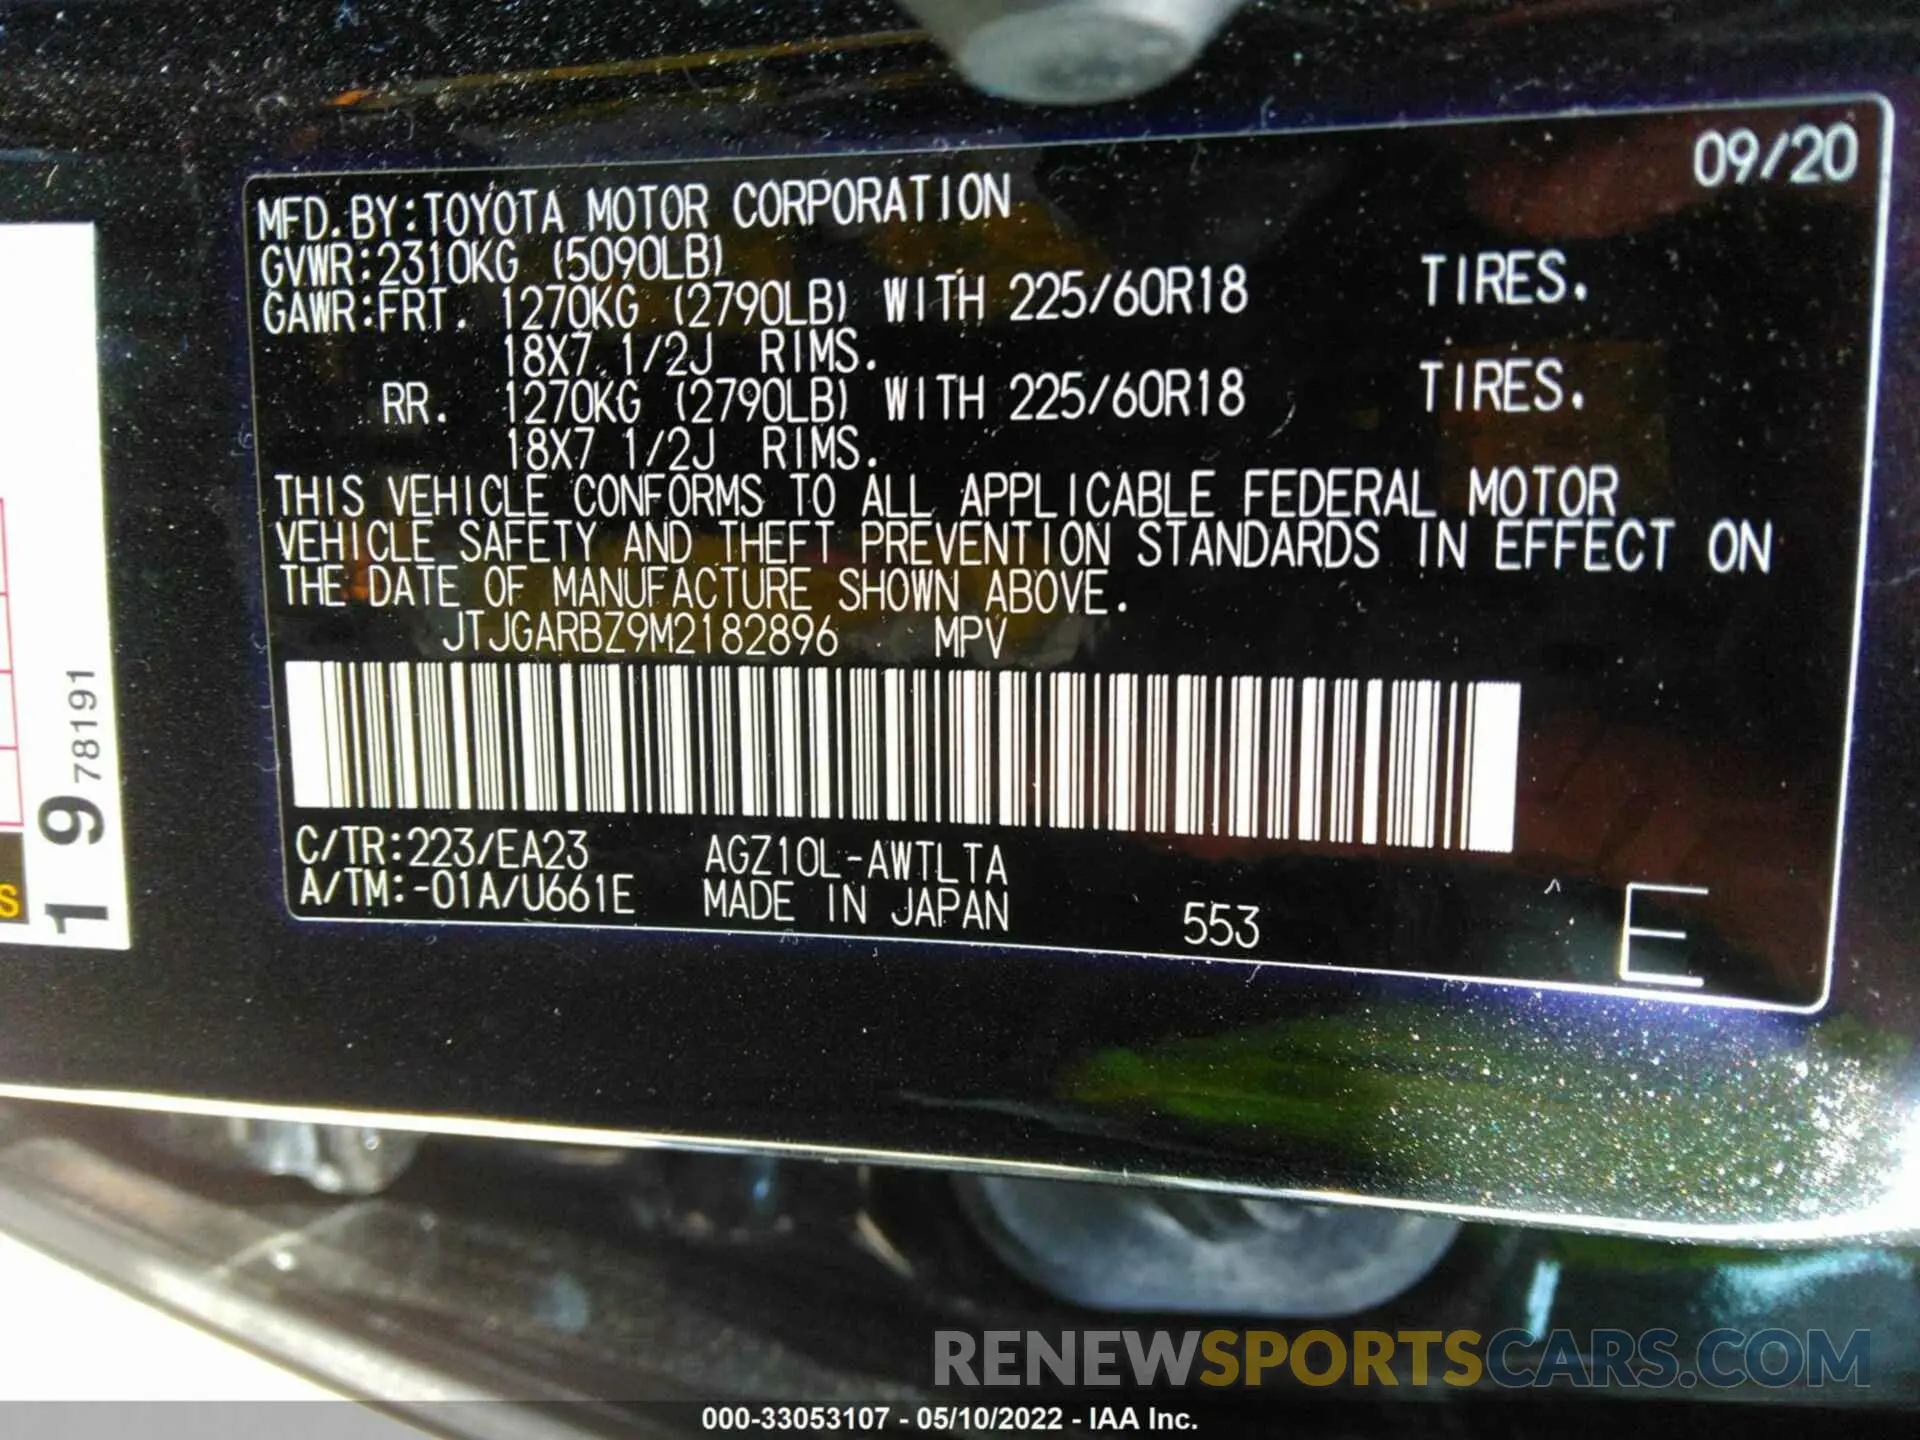 09/20
MFD. BY:TOYOTA MOTOR CORPORATION
GVWR:2310KG (5090LB)
GAWR:FRT. 1270KG (2790LB) WITH 225/60R18 TIRES.
18X7 1/2J RIMS.
RR. 1270KG (2790LB) WITH 225/60R18 TIRES.
18X7 1/2J RIMS.
THIS VEHICLE CONFORMS TO ALL APPLICABLE FEDERAL MOTOR
VEHICLE SAFETY AND THEFT PREVENTION STANDARDS IN EFFECT ON
THE DATE OF MANUFACTURE SHOWN ABOVE.
JTJGARBZ9M2182896 MPV
C/TR:223/EA23 AGZ10L-AWTLTA
A/TM:-01A/U661E MADE IN JAPAN 553 ^ E
19 78191
S
RENEWSPORTSCARS.COM
000-33053107 - 05/10/2022 - IAA Inc.